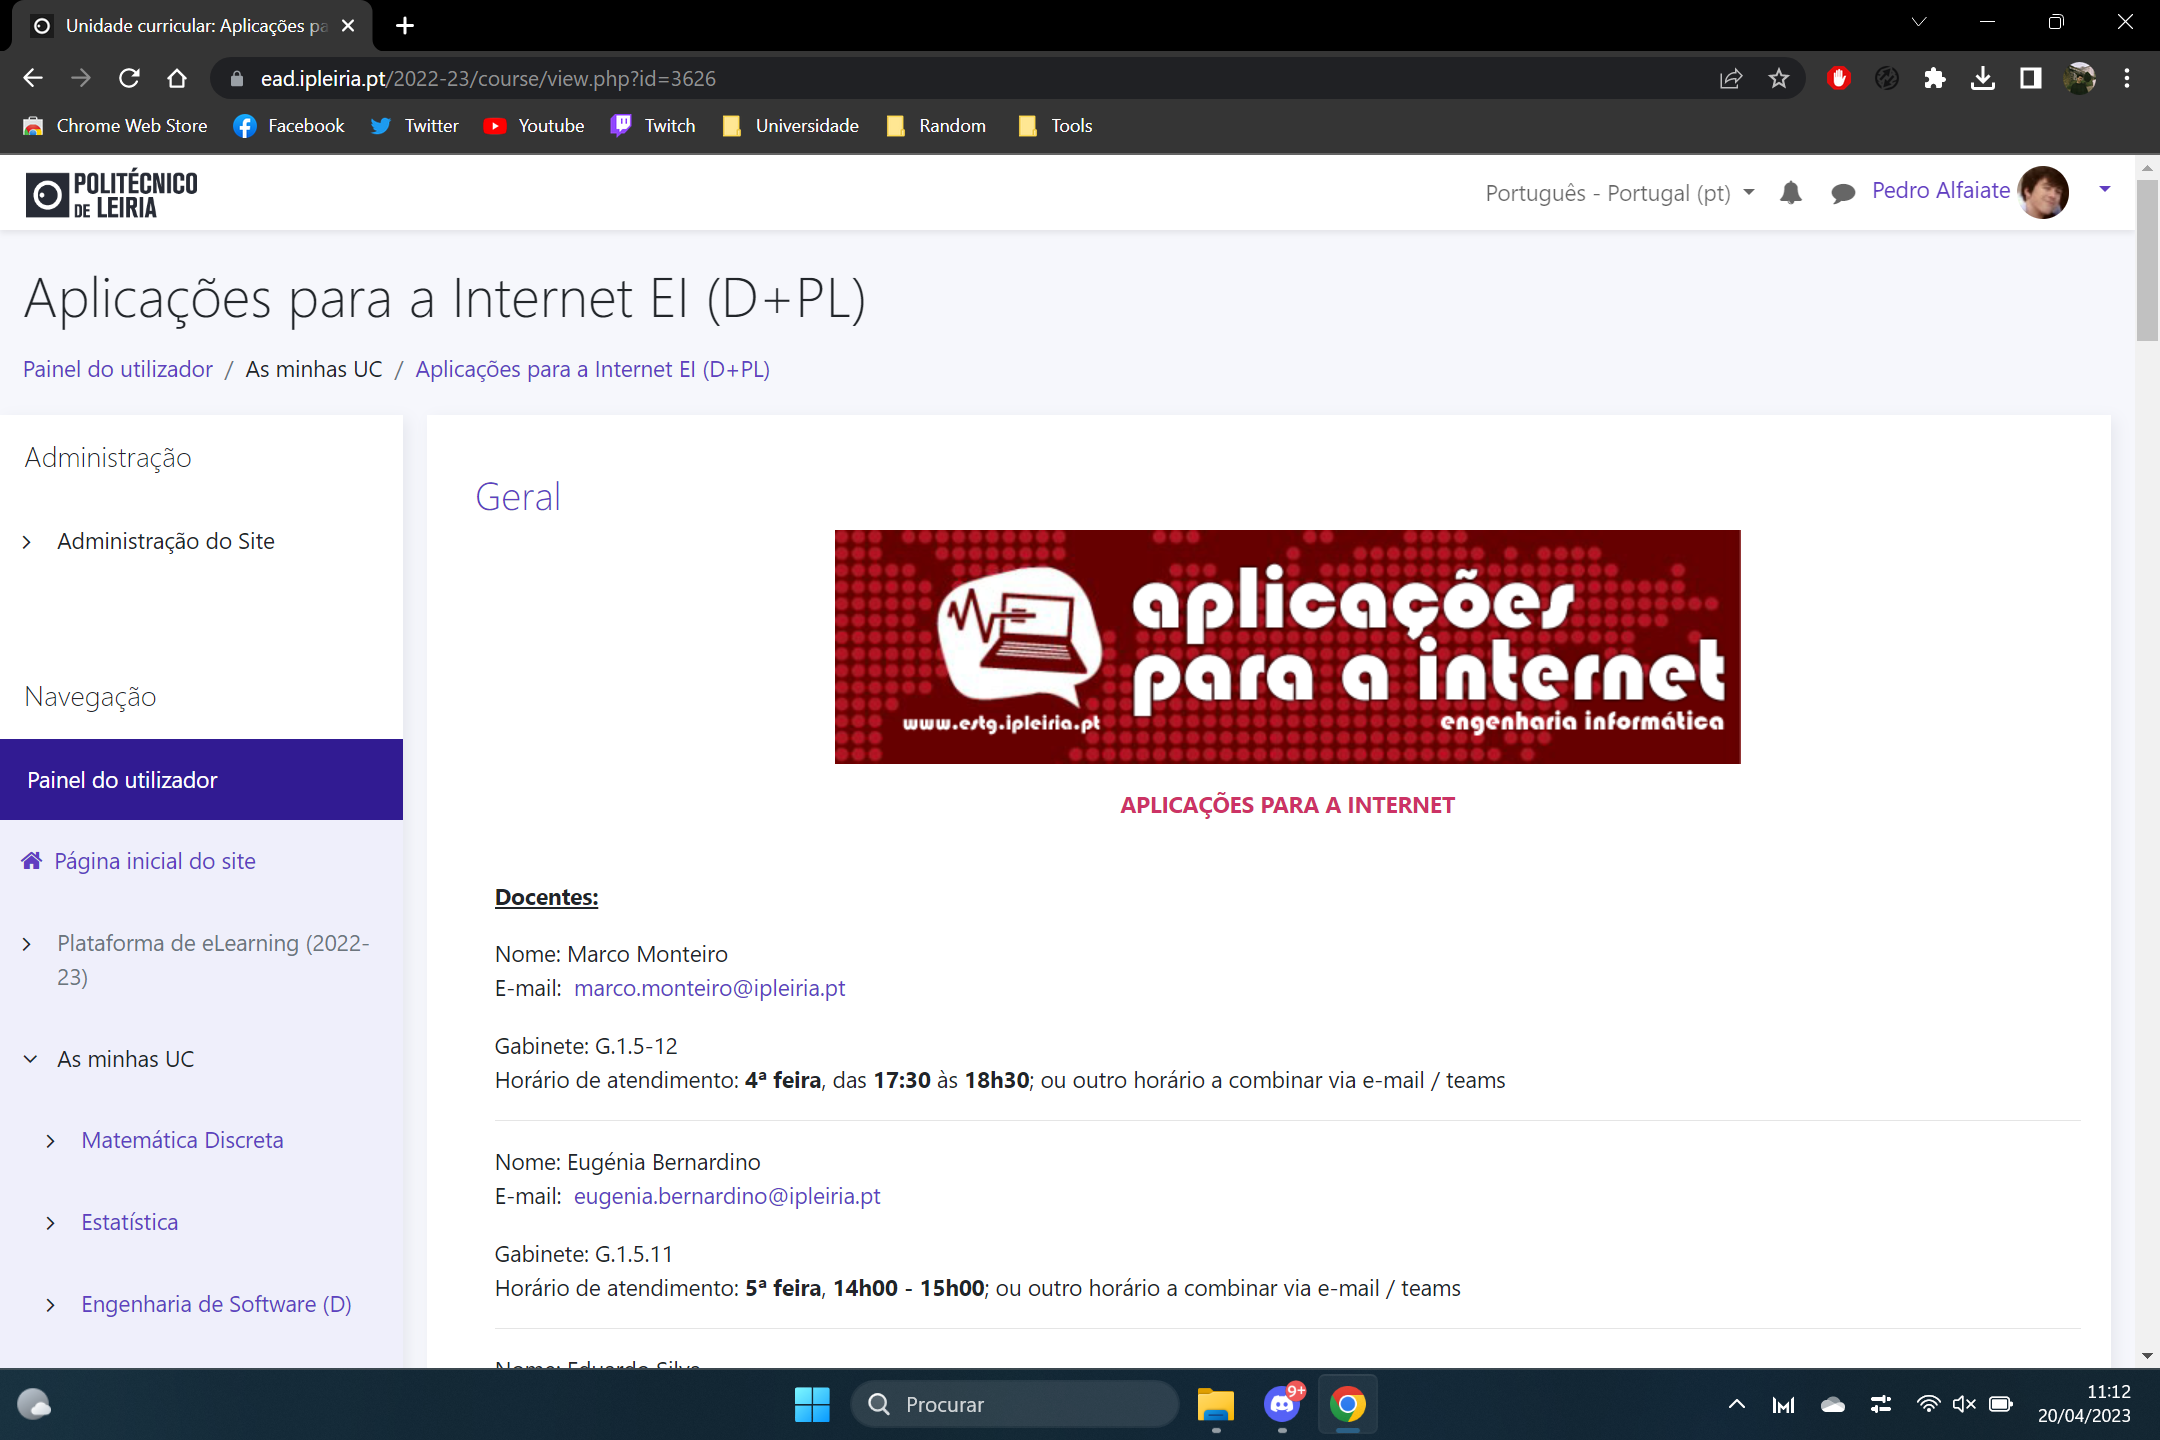 Unidade curricular: Aplicações pa
ead.ipleiria.pt/2022-23/course/view.php?id=3626
Chrome Web Store
Facebook
Twitter
Youtube
Twitch
Universidade
Random
Tools
POLITÉCNICO
DE LEIRIA
Português - Portugal (pt)
Pedro Alfaiate
Aplicações para a Internet EI (D+PL)
Painel do utilizador / As minhas UC / Aplicações para a Internet EI (D+PL)
Administração
Administração do Site
Navegação
Painel do utilizador
Página inicial do site
Plataforma de eLearning (2022-
23)
As minhas UC
Matemática Discreta
Estatística
Engenharia de Software (D)
Geral
aplicações
para a internet
www.estg.ipleiria.pt
engenharia informática
APLICAÇÕES PARA A INTERNET
Docentes:
Nome: Marco Monteiro
E-mail: marco.monteiro@ipleiria.pt
Gabinete: G.1.5-12
Horário de atendimento: 4ª feira, das 17:30 às 18h30; ou outro horário a combinar via e-mail / teams
Nome: Eugénia Bernardino
E-mail: eugenia.bernardino@ipleiria.pt
Gabinete: G.1.5.11
Horário de atendimento: 5ª feira, 14h00 - 15h00; ou outro horário a combinar via e-mail / teams
Nome: Eduardo Silva
Procurar
9+
11:12
20/04/2023